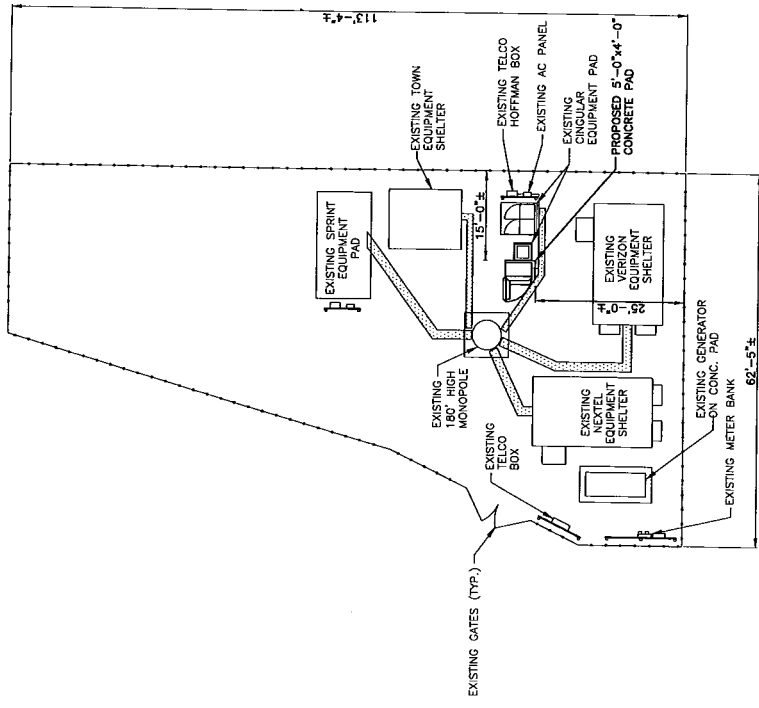 113'-4"±
EXISTING TOWN
EQUIPMENT
SHELTER
EXISTING TELCO
HOFFMAN BOX
EXISTING AC PANEL
EXISTING
CINGULAR
EQUIPMENT PAD
PROPOSED 5'-0"x4'-0"
CONCRETE PAD
EXISTING SPRINT
EQUIPMENT
PAD
15'-0"±
EXISTING
180' HIGH
MONOPOLE
25'-0"±
EXISTING
VERIZON
EQUIPMENT
SHELTER
EXISTING
NEXTEL
EQUIPMENT
SHELTER
EXISTING
TELCO
BOX
EXISTING GATES (TYP.)
EXISTING GENERATOR
ON CONC. PAD
EXISTING METER BANK
62'-5"±